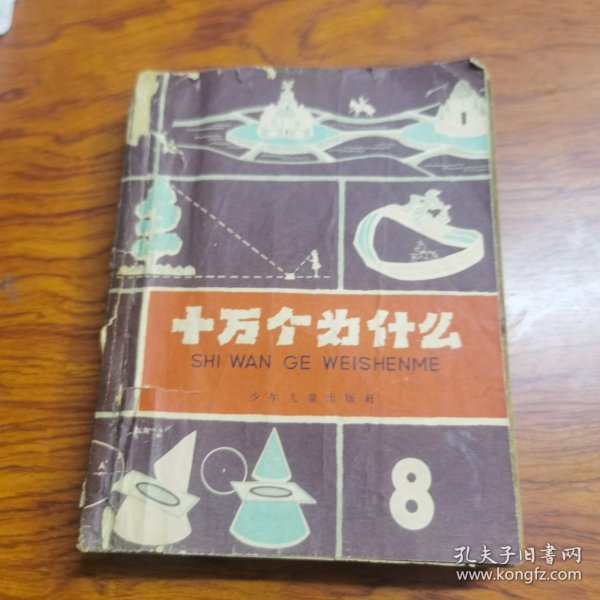 十万个为什么
SHI WAN GE WEISHENME
少年儿童出版社
8
孔夫子旧书网
www.kongfz.com